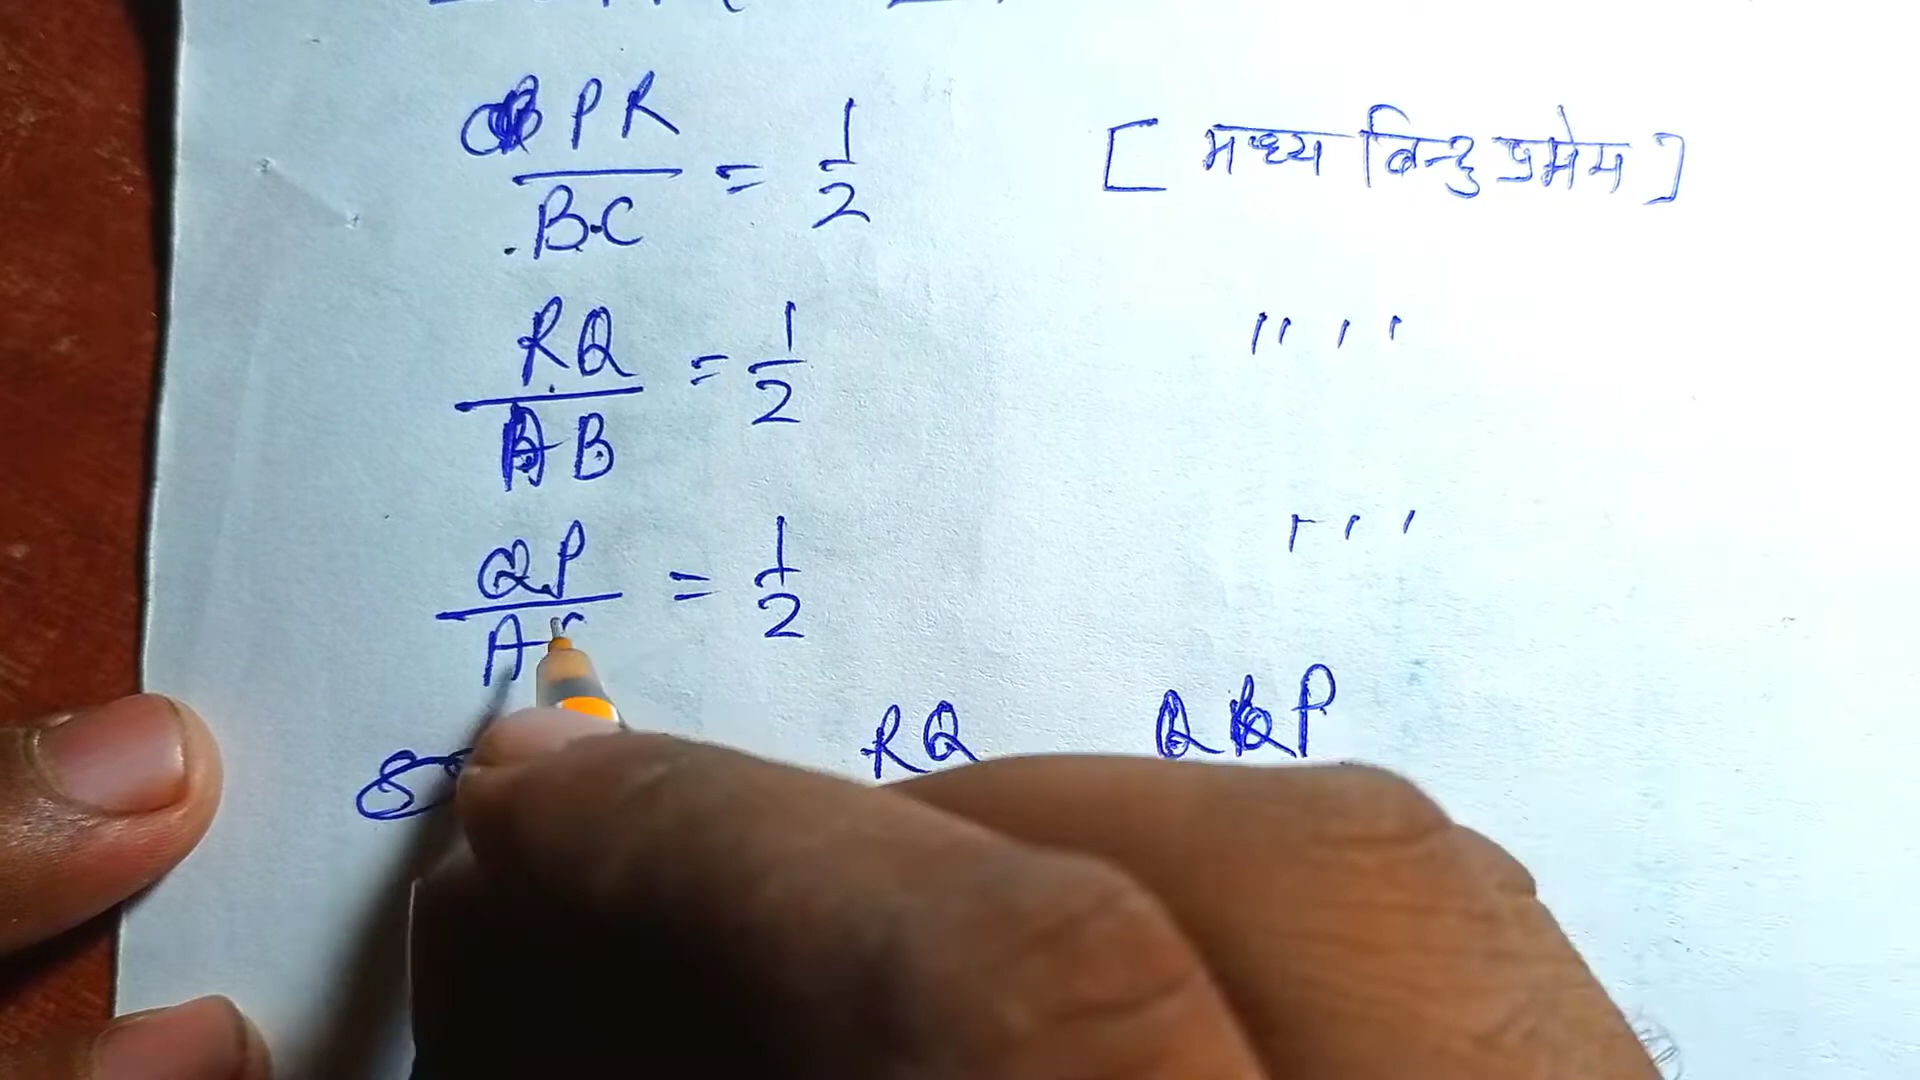 PR
BC = 1/2 [ मध्य बिन्दु प्रमेय ]
RQ
AB = 1/2 " ' '
QP
A = 1/2 ' ' '
RQ QP